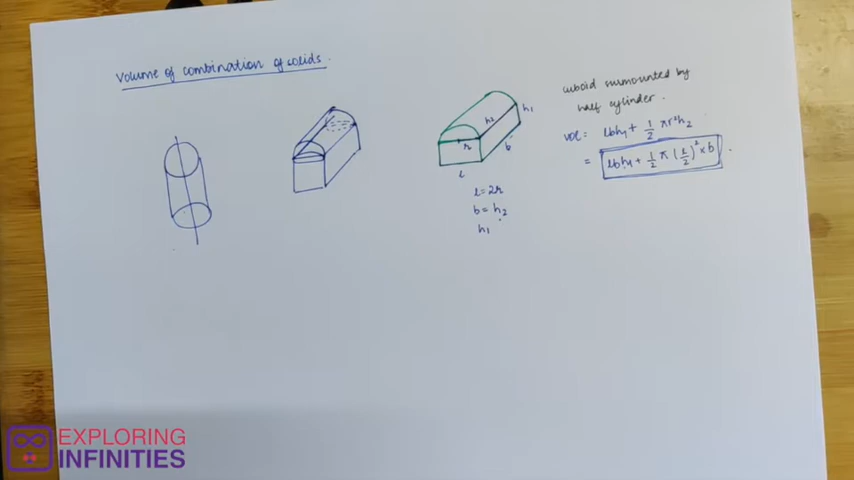 Volume of combination of solids.
cuboid surmounted by
half cylinder.
vol = lbh₁ + 1/2 πr²h₂
= lbh₁ + 1/2 π (l/2)² × b
h₁
h₂
r
b
l
l = 2r
b = h₂
h₁
EXPLORING
INFINITIES